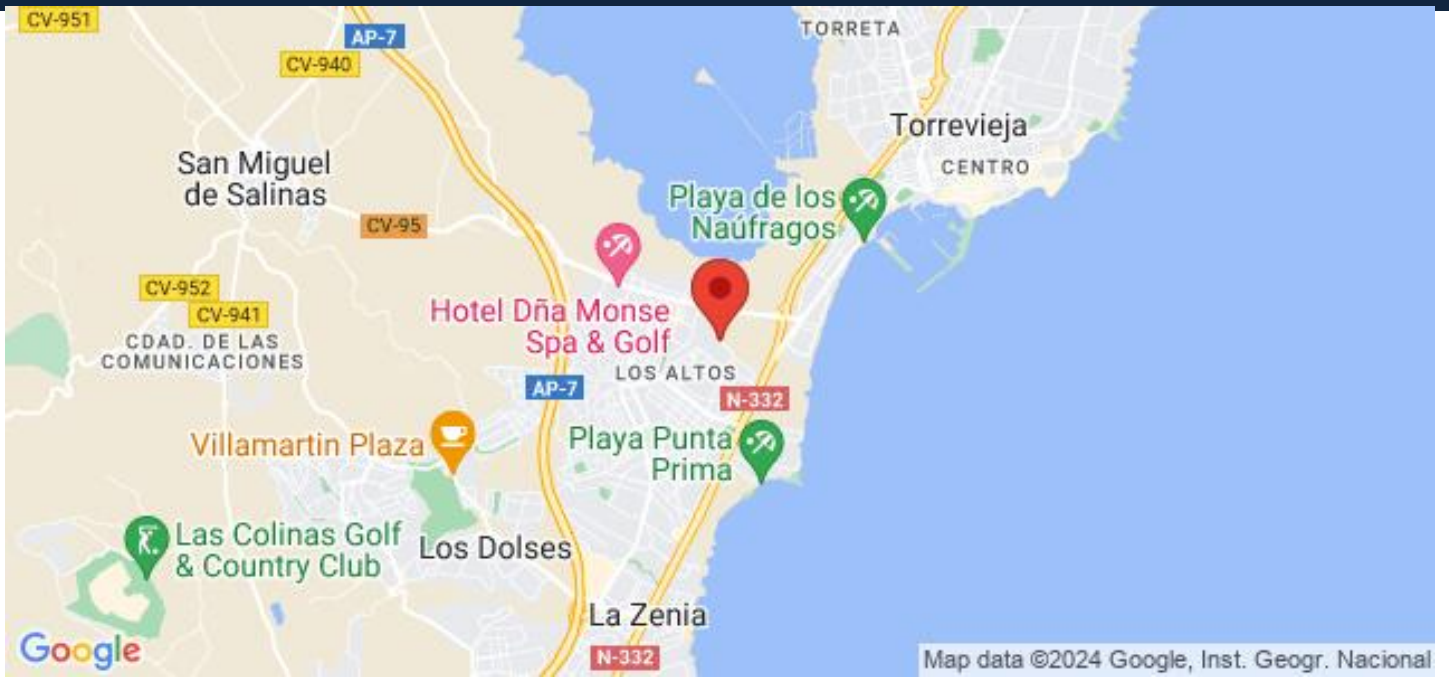 CV-951
AP-7
CV-940
TORRETA
Torrevieja
CENTRO
San Miguel
de Salinas
CV-95
Playa de los
Naúfragos
CV-952
CV-941
CDAD. DE LAS
COMUNICACIONES
Hotel Dña Monse
Spa & Golf
LOS ALTOS
AP-7
N-332
Villamartin Plaza
Playa Punta
Prima
Las Colinas Golf
& Country Club
Los Dolses
La Zenia
N-332
Google
Map data ©2024 Google, Inst. Geogr. Nacional